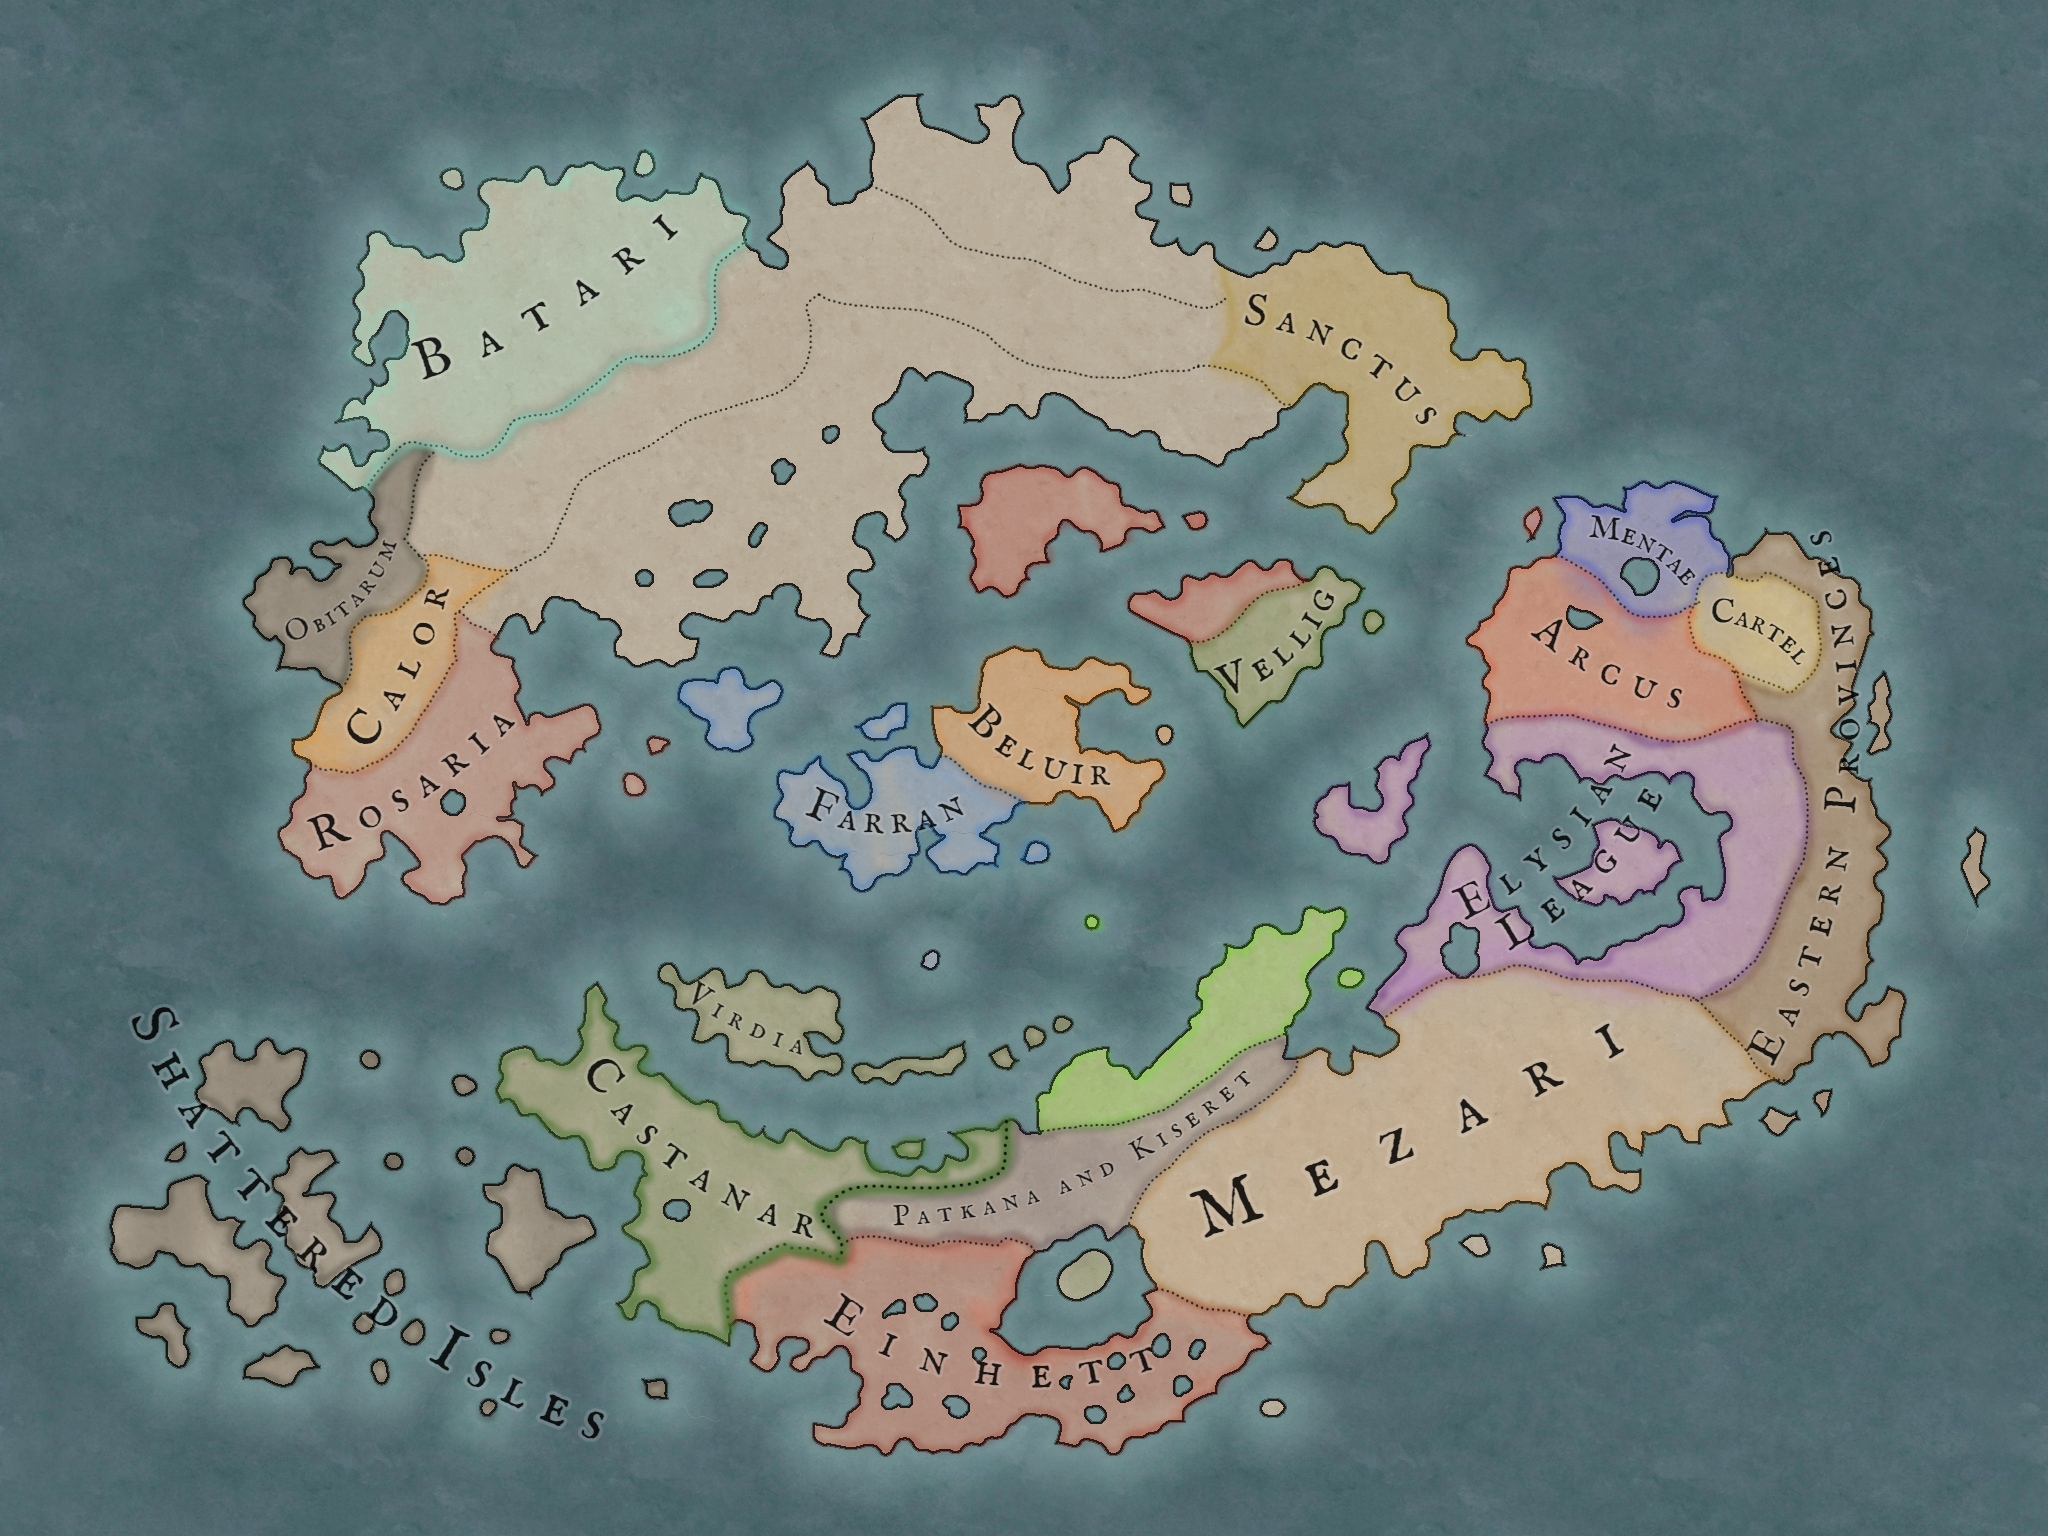 Batari
Sanctus
Obitarum
Calor
Rosaria
Mentae
Cartel
Arcus
Eastern Provinces
Vellig
Beluir
Farran
Elysian
League
Virdia
Castanar
Patkana and Kiseret
Mezari
Einhett
Shattered Isles